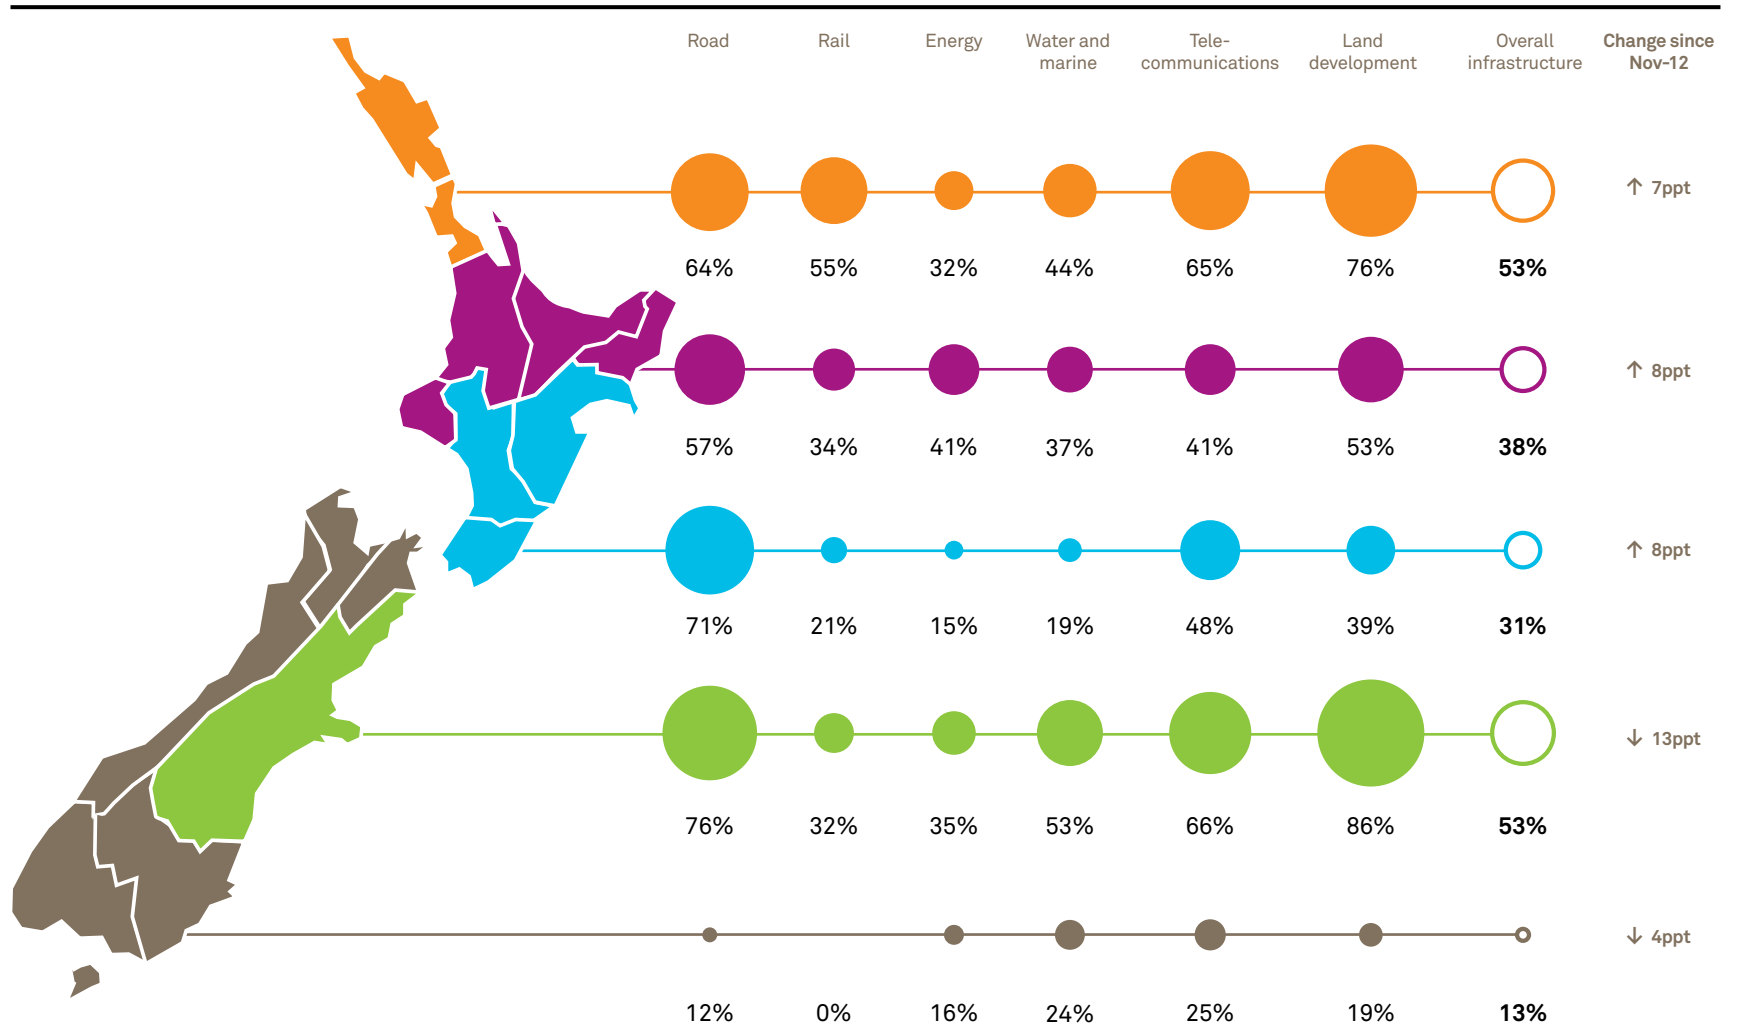 Road Rail Energy Water and marine Tele-communications Land development Overall infrastructure Change since Nov-12
↑ 7ppt
64% 55% 32% 44% 65% 76% 53%
↑ 8ppt
57% 34% 41% 37% 41% 53% 38%
↑ 8ppt
71% 21% 15% 19% 48% 39% 31%
↓ 13ppt
76% 32% 35% 53% 66% 86% 53%
↓ 4ppt
12% 0% 16% 24% 25% 19% 13%